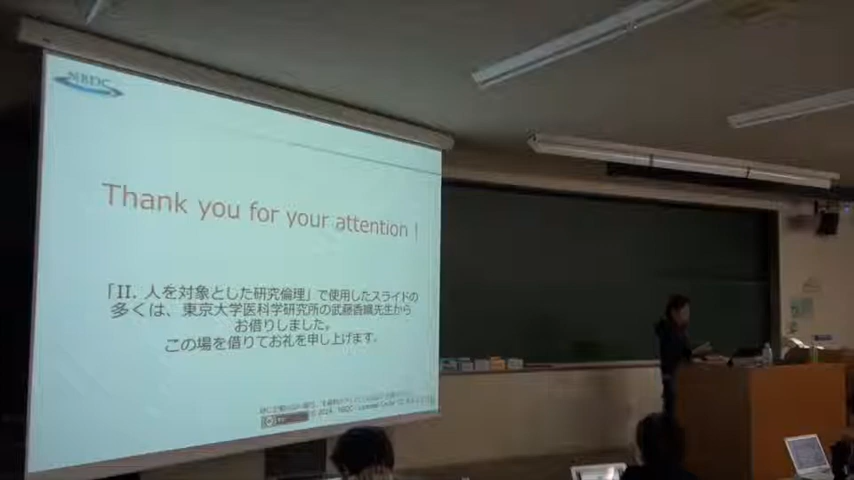 NBDC
Thank you for your attention !
「II. 人を対象とした研究倫理」で使用したスライドの
多くは、東京大学医科学研究所の武藤香織先生から
お借りしました。
この場を借りてお礼を申し上げます。